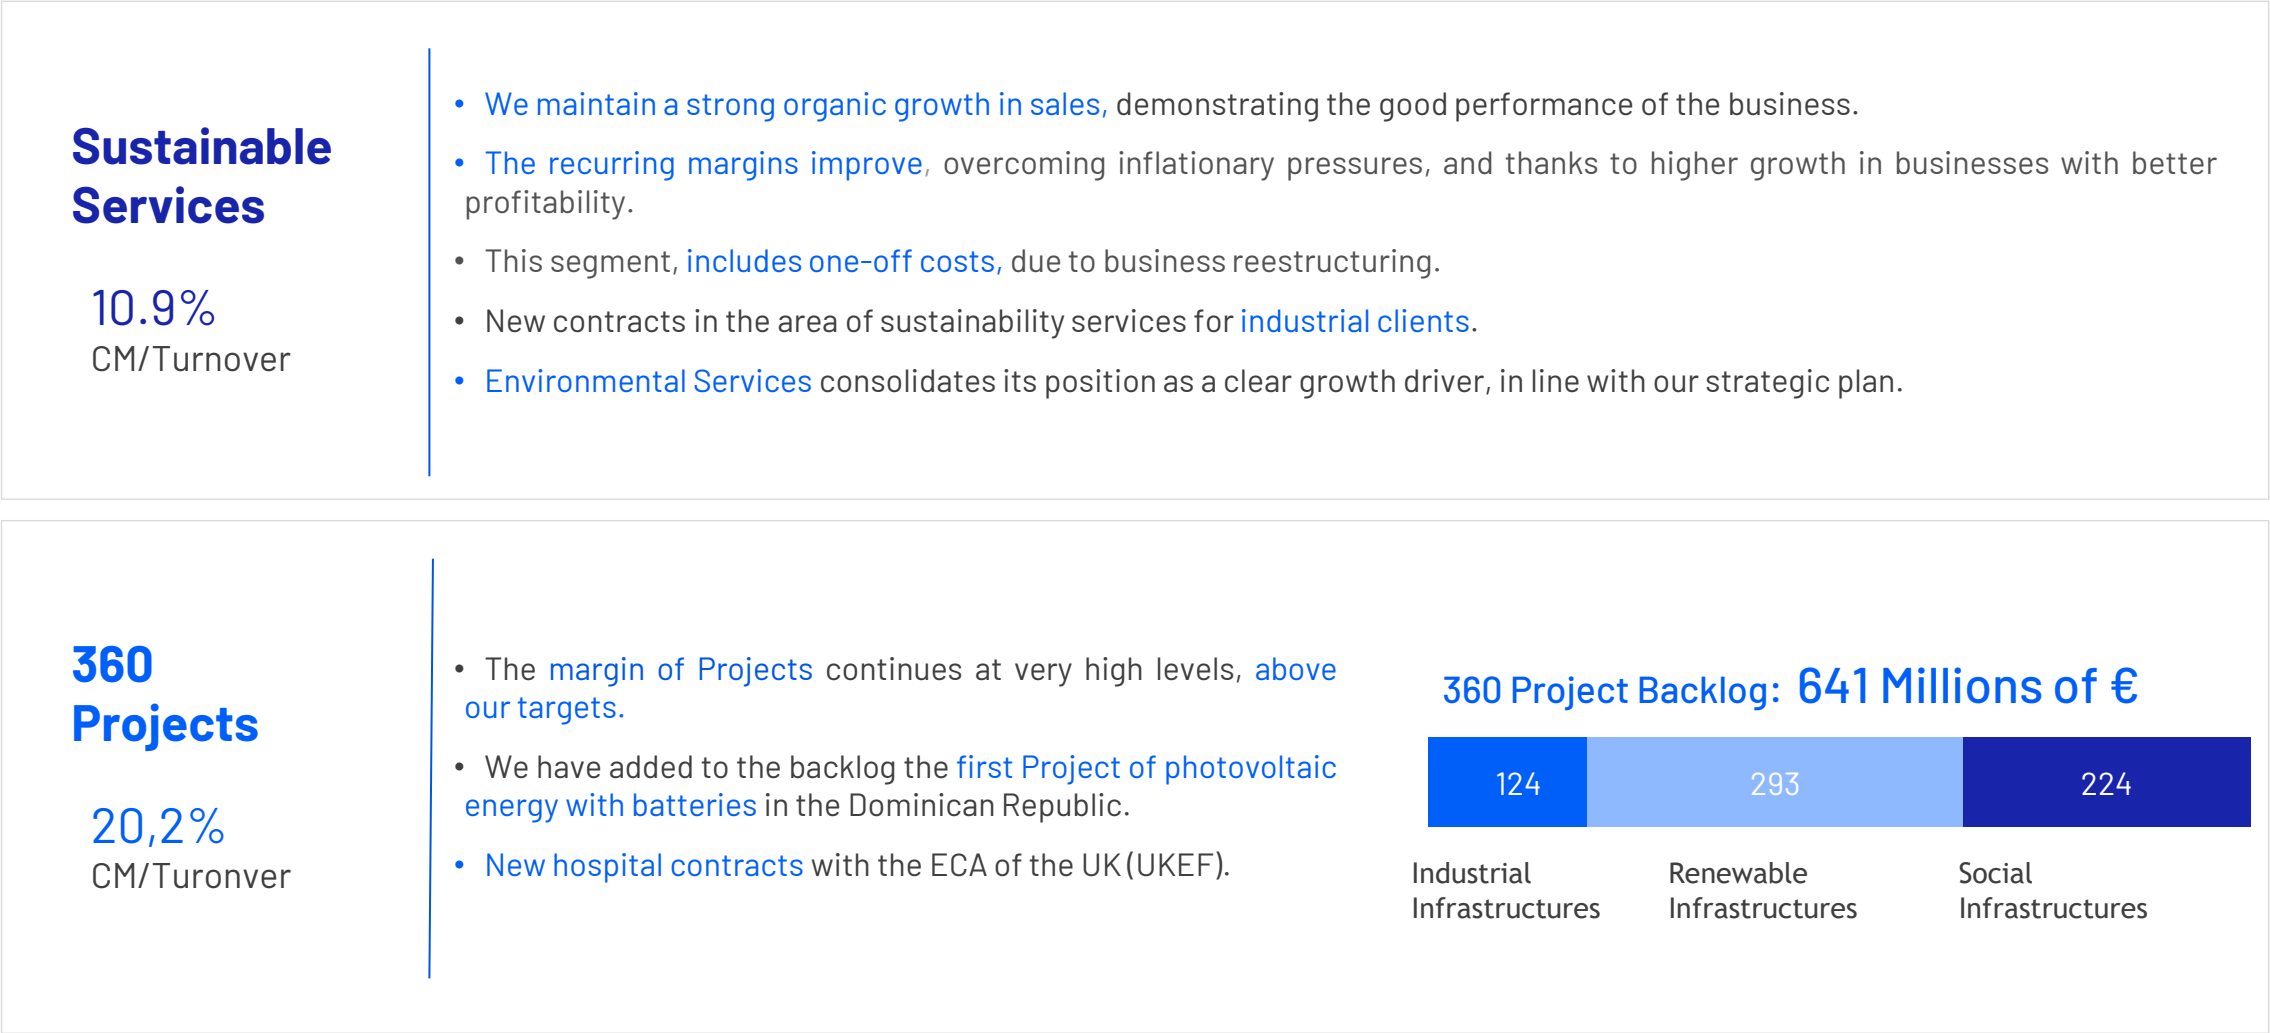 Sustainable
Services
10.9%
CM/Turnover
• We maintain a strong organic growth in sales, demonstrating the good performance of the business.
• The recurring margins improve, overcoming inflationary pressures, and thanks to higher growth in businesses with better
profitability.
• This segment, includes one-off costs, due to business reestructuring.
• New contracts in the area of sustainability services for industrial clients.
• Environmental Services consolidates its position as a clear growth driver, in line with our strategic plan.
360
Projects
20,2%
CM/Turonver
• The margin of Projects continues at very high levels, above
our targets.
• We have added to the backlog the first Project of photovoltaic
energy with batteries in the Dominican Republic.
• New hospital contracts with the ECA of the UK (UKEF).
360 Project Backlog: 641 Millions of €
124 293 224
Industrial Renewable Social
Infrastructures Infrastructures Infrastructures